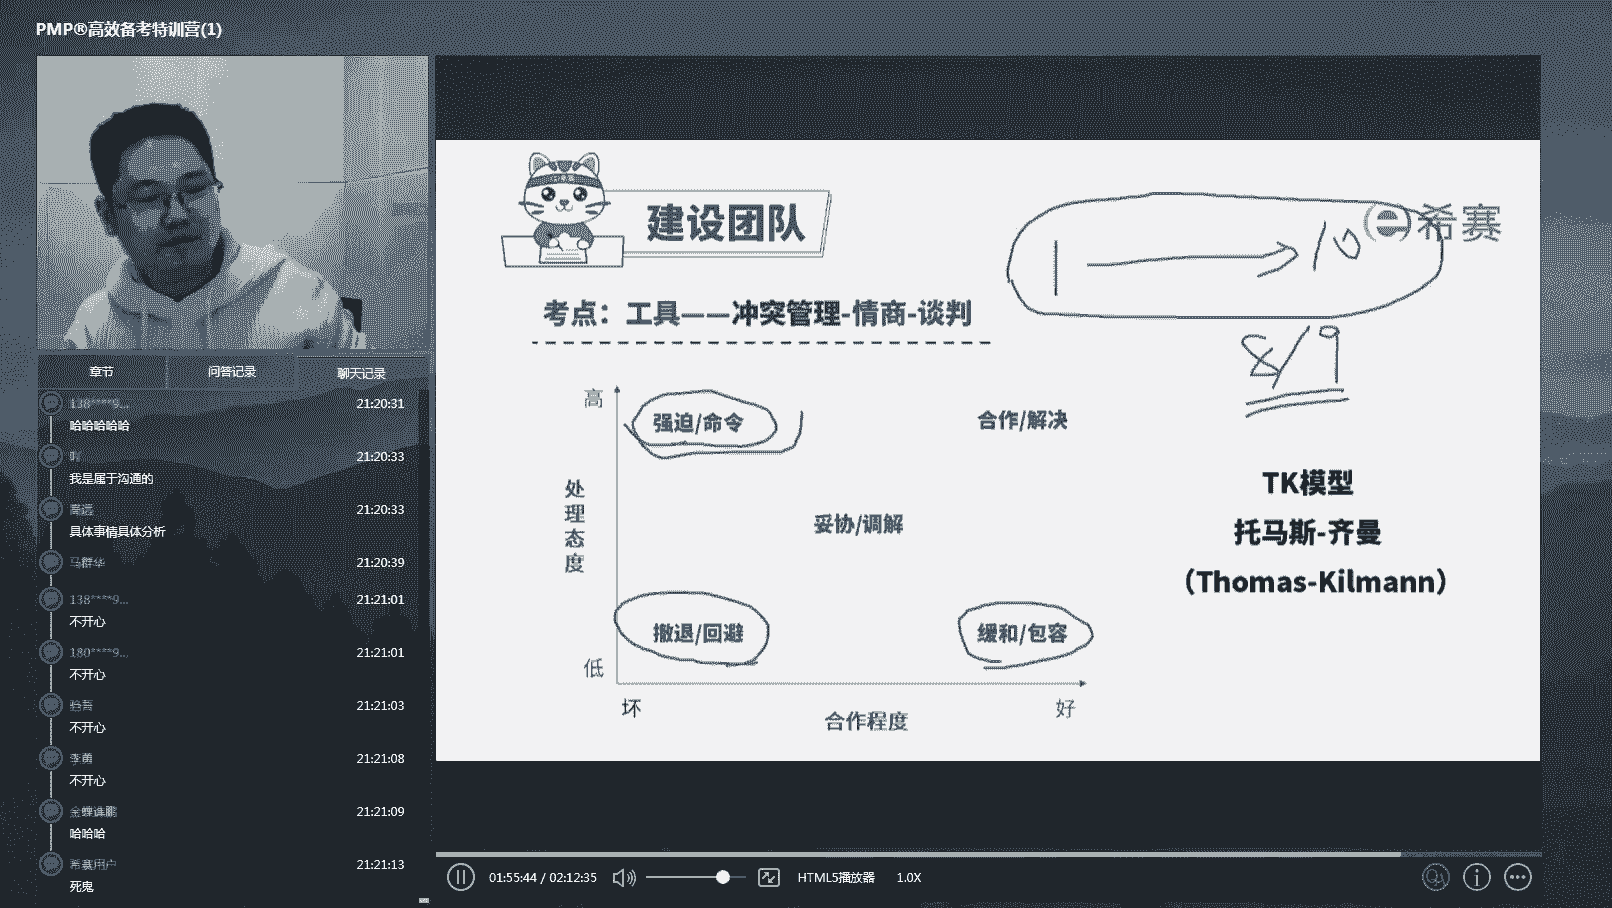 PMP®高效备考特训营(1)
章节
问答记录
聊天记录
138****9...
21:20:31
哈哈哈哈哈
21:20:33
我是属于沟通的
21:20:33
具体事情具体分析
马群华
21:20:39
138****9...
21:21:01
不开心
180****9...
21:21:01
不开心
21:21:03
不开心
李勇
21:21:08
不开心
21:21:09
哈哈哈
希赛用户
21:21:13
死鬼
建设团队
希赛
1
10
8/9
考点：工具——冲突管理-情商-谈判
高
强迫/命令
合作/解决
处理态度
妥协/调解
撤退/回避
缓和/包容
低
坏
好
合作程度
TK模型
托马斯-齐曼
（Thomas-Kilmann）
01:55:44 / 02:12:35
HTML5播放器
1.0X